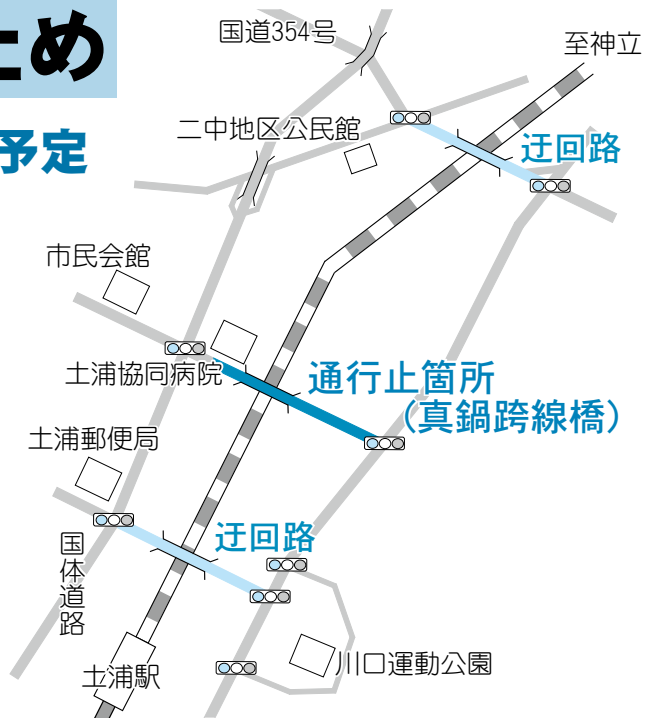 国道354号
至神立
とめ
二中地区公民館
予定
迂回路
市民会館
土浦協同病院
通行止箇所
（真鍋跨線橋）
土浦郵便局
迂回路
国体道路
川口運動公園
土浦駅